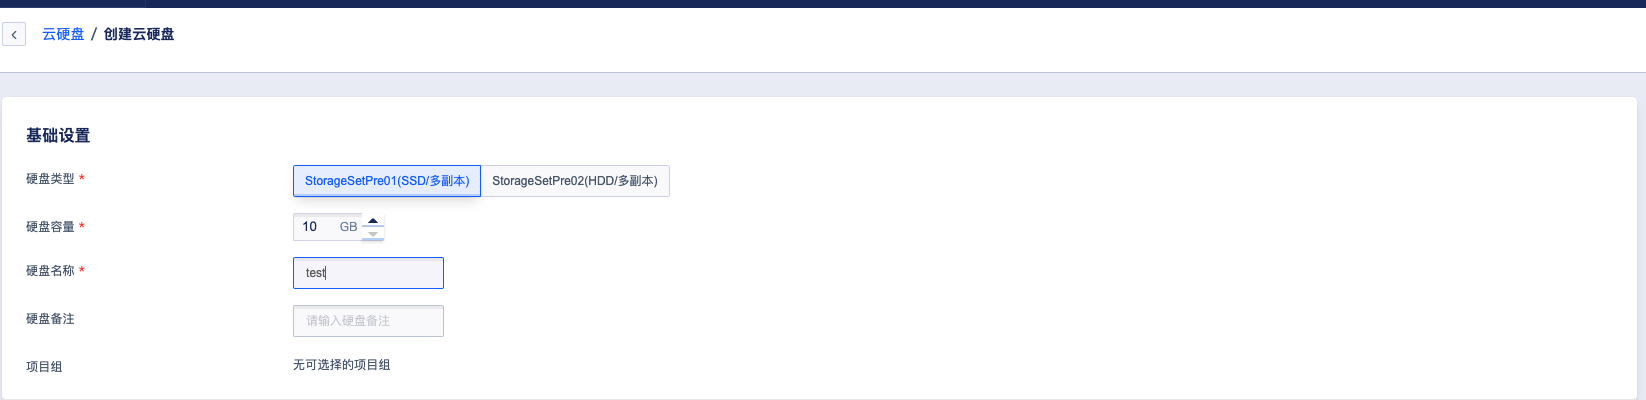 云硬盘 / 创建云硬盘
基础设置
硬盘类型 *
StorageSetPre01(SSD/多副本) StorageSetPre02(HDD/多副本)
硬盘容量 *
10 GB
硬盘名称 *
test
硬盘备注
请输入硬盘备注
项目组
无可选择的项目组